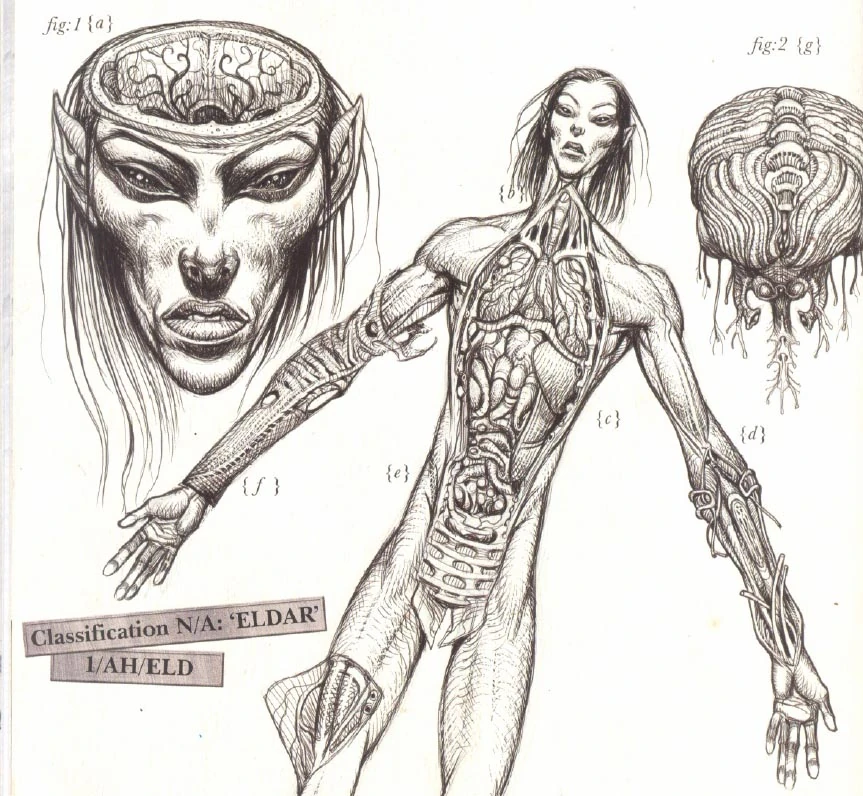 fig:1 {a}
fig:2 {g}
{b
{c}
{d}
{e}
{f }
Classification N/A: ‘ELDAR’
1/AH/ELD